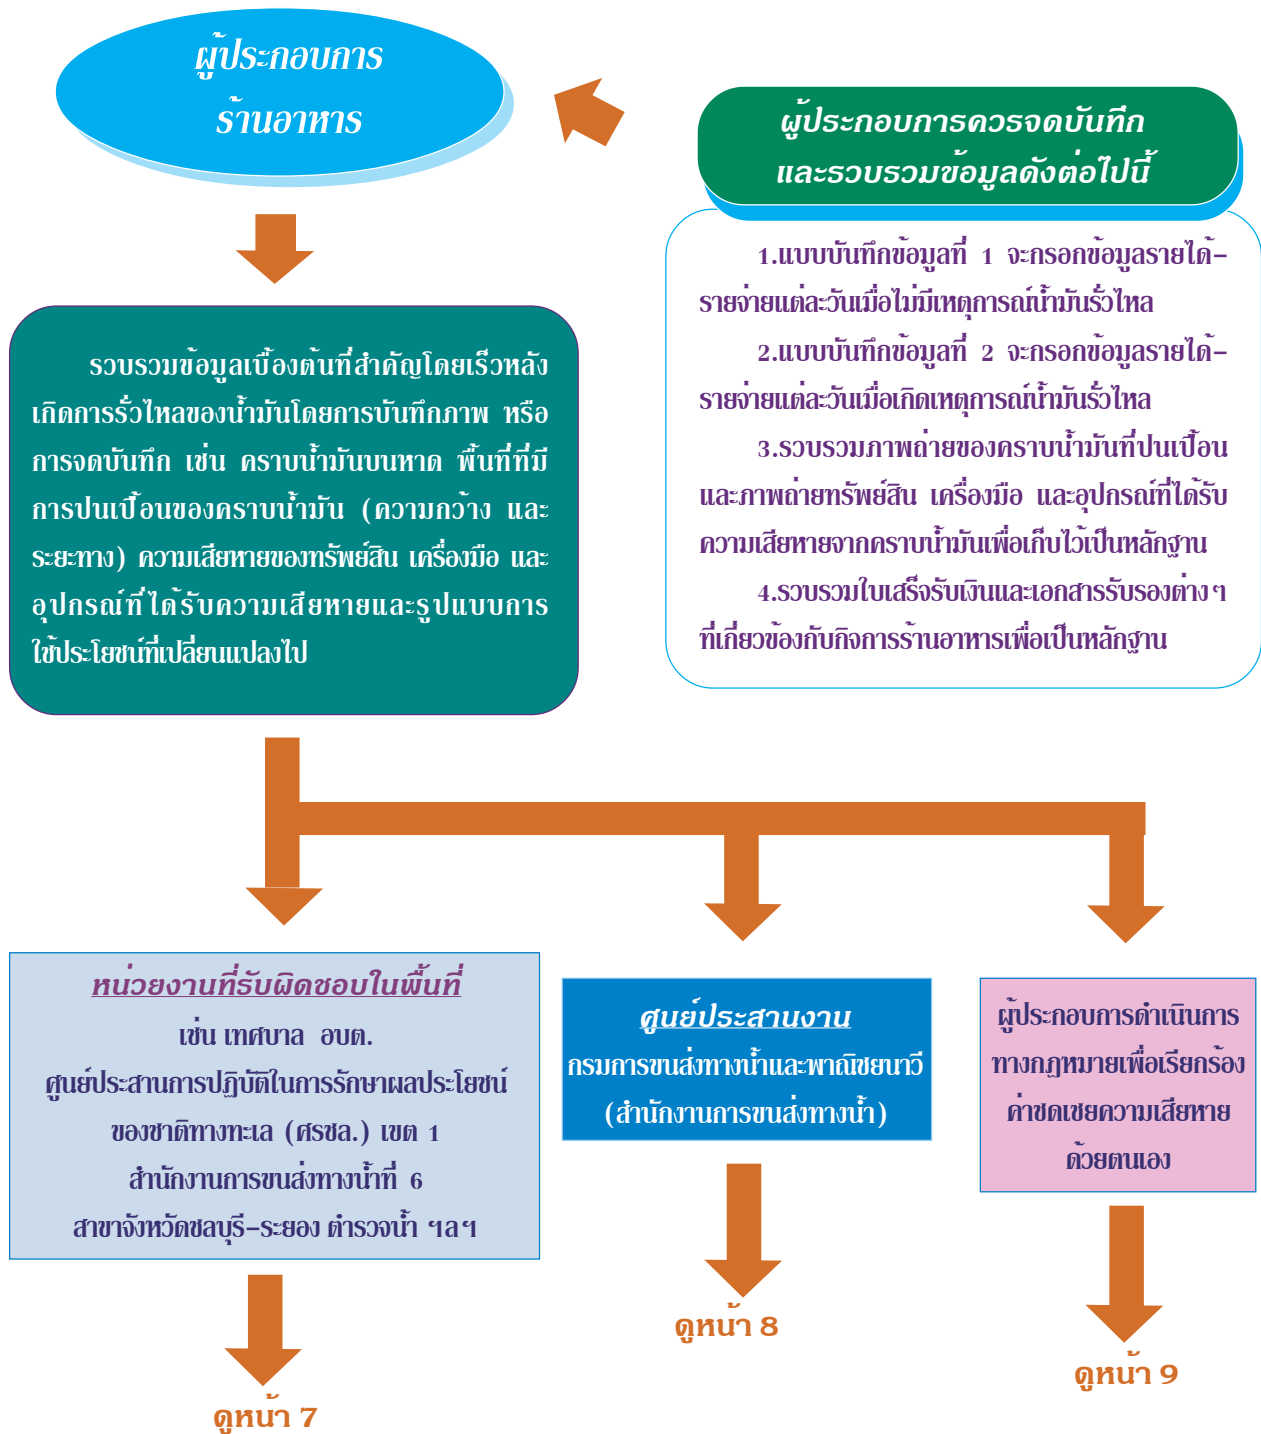 ผู้ประกอบการ
ร้านอาหาร
ผู้ประกอบการควรจดบันทึก
และรวบรวมข้อมูลดังต่อไปนี้
1.แบบบันทึกข้อมูลที่ 1 จะกรอกข้อมูลรายได้-
รายจ่ายแต่ละวันเมื่อไม่มีเหตุการณ์น้ำมันรั่วไหล
2.แบบบันทึกข้อมูลที่ 2 จะกรอกข้อมูลรายได้-
รายจ่ายแต่ละวันเมื่อเกิดเหตุการณ์น้ำมันรั่วไหล
3.รวบรวมภาพถ่ายของคราบน้ำมันที่ปนเปื้อน
และภาพถ่ายทรัพย์สิน เครื่องมือ และอุปกรณ์ที่ได้รับ
ความเสียหายจากคราบน้ำมันเพื่อเก็บไว้เป็นหลักฐาน
4.รวบรวมใบเสร็จรับเงินและเอกสารรับรองต่างๆ
ที่เกี่ยวข้องกับกิจการร้านอาหารเพื่อเป็นหลักฐาน
รวบรวมข้อมูลเบื้องต้นที่สำคัญโดยเร็วหลัง
เกิดการรั่วไหลของน้ำมันโดยการบันทึกภาพ หรือ
การจดบันทึก เช่น คราบน้ำมันบนหาด พื้นที่ที่มี
การปนเปื้อนของคราบน้ำมัน (ความกว้าง และ
ระยะทาง) ความเสียหายของทรัพย์สิน เครื่องมือ และ
อุปกรณ์ที่ได้รับความเสียหายและรูปแบบการ
ใช้ประโยชน์ที่เปลี่ยนแปลงไป
หน่วยงานที่รับผิดชอบในพื้นที่
เช่น เทศบาล อบต.
ศูนย์ประสานการปฏิบัติในการรักษาผลประโยชน์
ของชาติทางทะเล (ศรชล.) เขต 1
สำนักงานการขนส่งทางน้ำที่ 6
สาขาจังหวัดชลบุรี-ระยอง ตำรวจน้ำ ฯลฯ
ดูหน้า 7
ศูนย์ประสานงาน
กรมการขนส่งทางน้ำและพาณิชยนาวี
(สำนักงานการขนส่งทางน้ำ)
ดูหน้า 8
ผู้ประกอบการดำเนินการ
ทางกฎหมายเพื่อเรียกร้อง
ค่าชดเชยความเสียหาย
ด้วยตนเอง
ดูหน้า 9